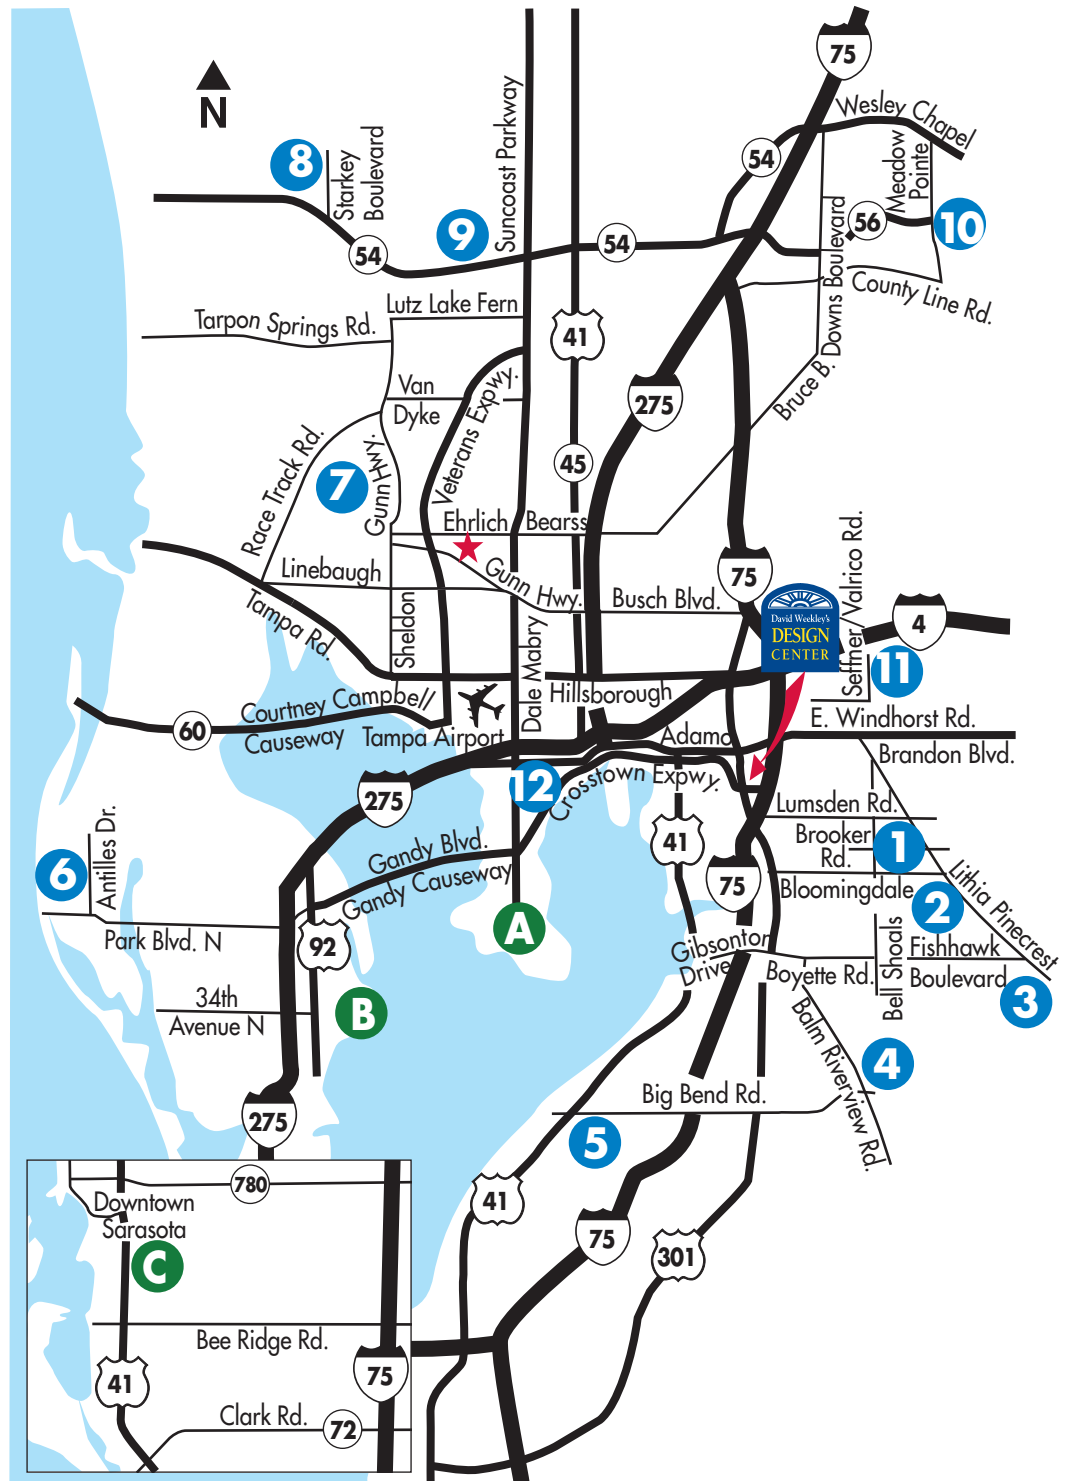 75
Wesley Chapel
N
54
8
Starkey
Boulevard
Suncoast Parkway
Meadow
Pointe
9
54
54
56
10
Bruce B. Downs Boulevard
County Line Rd.
Lutz Lake Fern
Tarpon Springs Rd.
41
275
Van
Dyke
Veterans Expwy.
Race Track Rd.
7
Gunn Hwy.
45
Ehrlich
Bearss
Linebaugh
Gunn Hwy.
Busch Blvd.
75
Seffner Valrico Rd.
David Weekley's
DESIGN
CENTER
4
Tampa Rd.
Sheldon
Dale Mabry
Hillsborough
11
Courtney Campbell
Causeway
60
Tampa Airport
Adamo
E. Windhorst Rd.
Brandon Blvd.
275
12
Crosstown Expwy.
Lumsden Rd.
41
Brooker
Rd.
1
Antilles Dr.
6
Gandy Blvd.
Gandy Causeway
75
Bloomingdale
2
Lithia Pinecrest
Park Blvd. N
92
A
Gibsonton
Drive
Boyette Rd.
Bell Shoals
Fishhawk
Boulevard
3
34th
Avenue N
B
Balm Riverview Rd.
4
Big Bend Rd.
275
5
780
Downtown
Sarasota
C
41
75
301
Bee Ridge Rd.
41
75
Clark Rd.
72